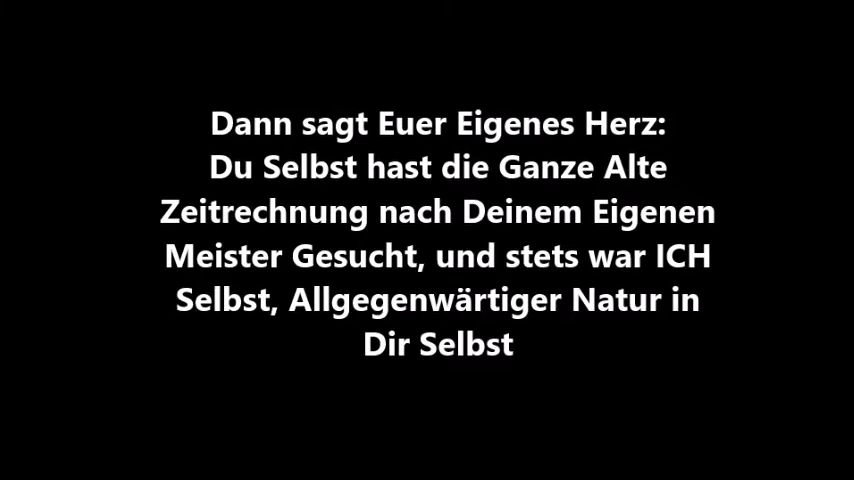 Dann sagt Euer Eigenes Herz:
Du Selbst hast die Ganze Alte
Zeitrechnung nach Deinem Eigenen
Meister Gesucht, und stets war ICH
Selbst, Allgegenwärtiger Natur in
Dir Selbst